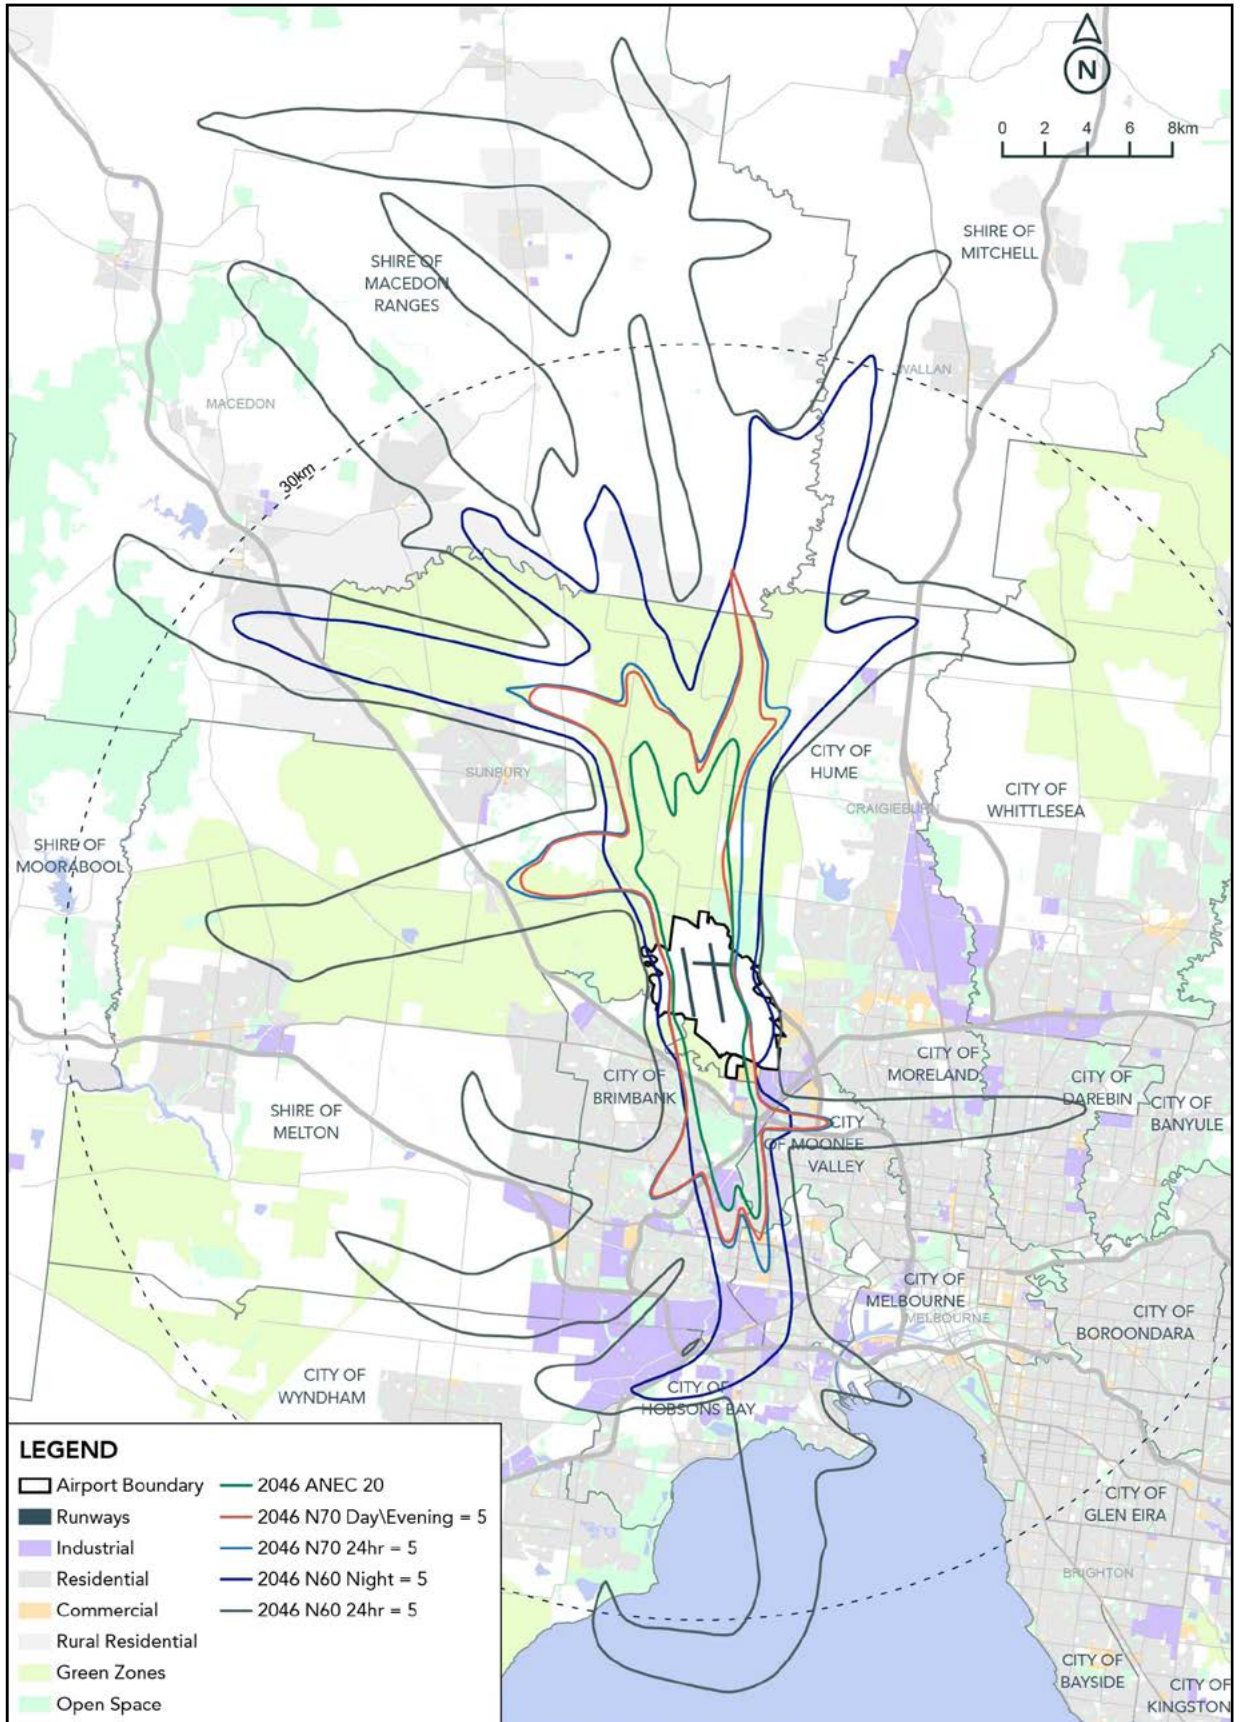 N
0 2 4 6 8km
SHIRE OF
MITCHELL
SHIRE OF
MACEDON
RANGES
WALLAN
MACEDON
30km
CITY OF
HUME
SUNBURY
CITY OF
WHITTLESEA
CRAIGIEBURN
SHIRE OF
MOORABOOL
CITY OF
MORELAND
CITY OF
BRIMBANK
CITY OF
DAREBIN
CITY OF
BANYULE
SHIRE OF
MELTON
CITY
OF MOONEE
VALLEY
CITY OF
MELBOURNE
MELBOURNE
CITY OF
BOROONDARA
CITY OF
WYNDHAM
CITY OF
HOBSONS BAY
CITY OF
GLEN EIRA
BRIGHTON
CITY OF
BAYSIDE
CITY OF
KINGSTON
LEGEND
Airport Boundary
Runways
Industrial
Residential
Commercial
Rural Residential
Green Zones
Open Space
2046 ANEC 20
2046 N70 Day\Evening = 5
2046 N70 24hr = 5
2046 N60 Night = 5
2046 N60 24hr = 5